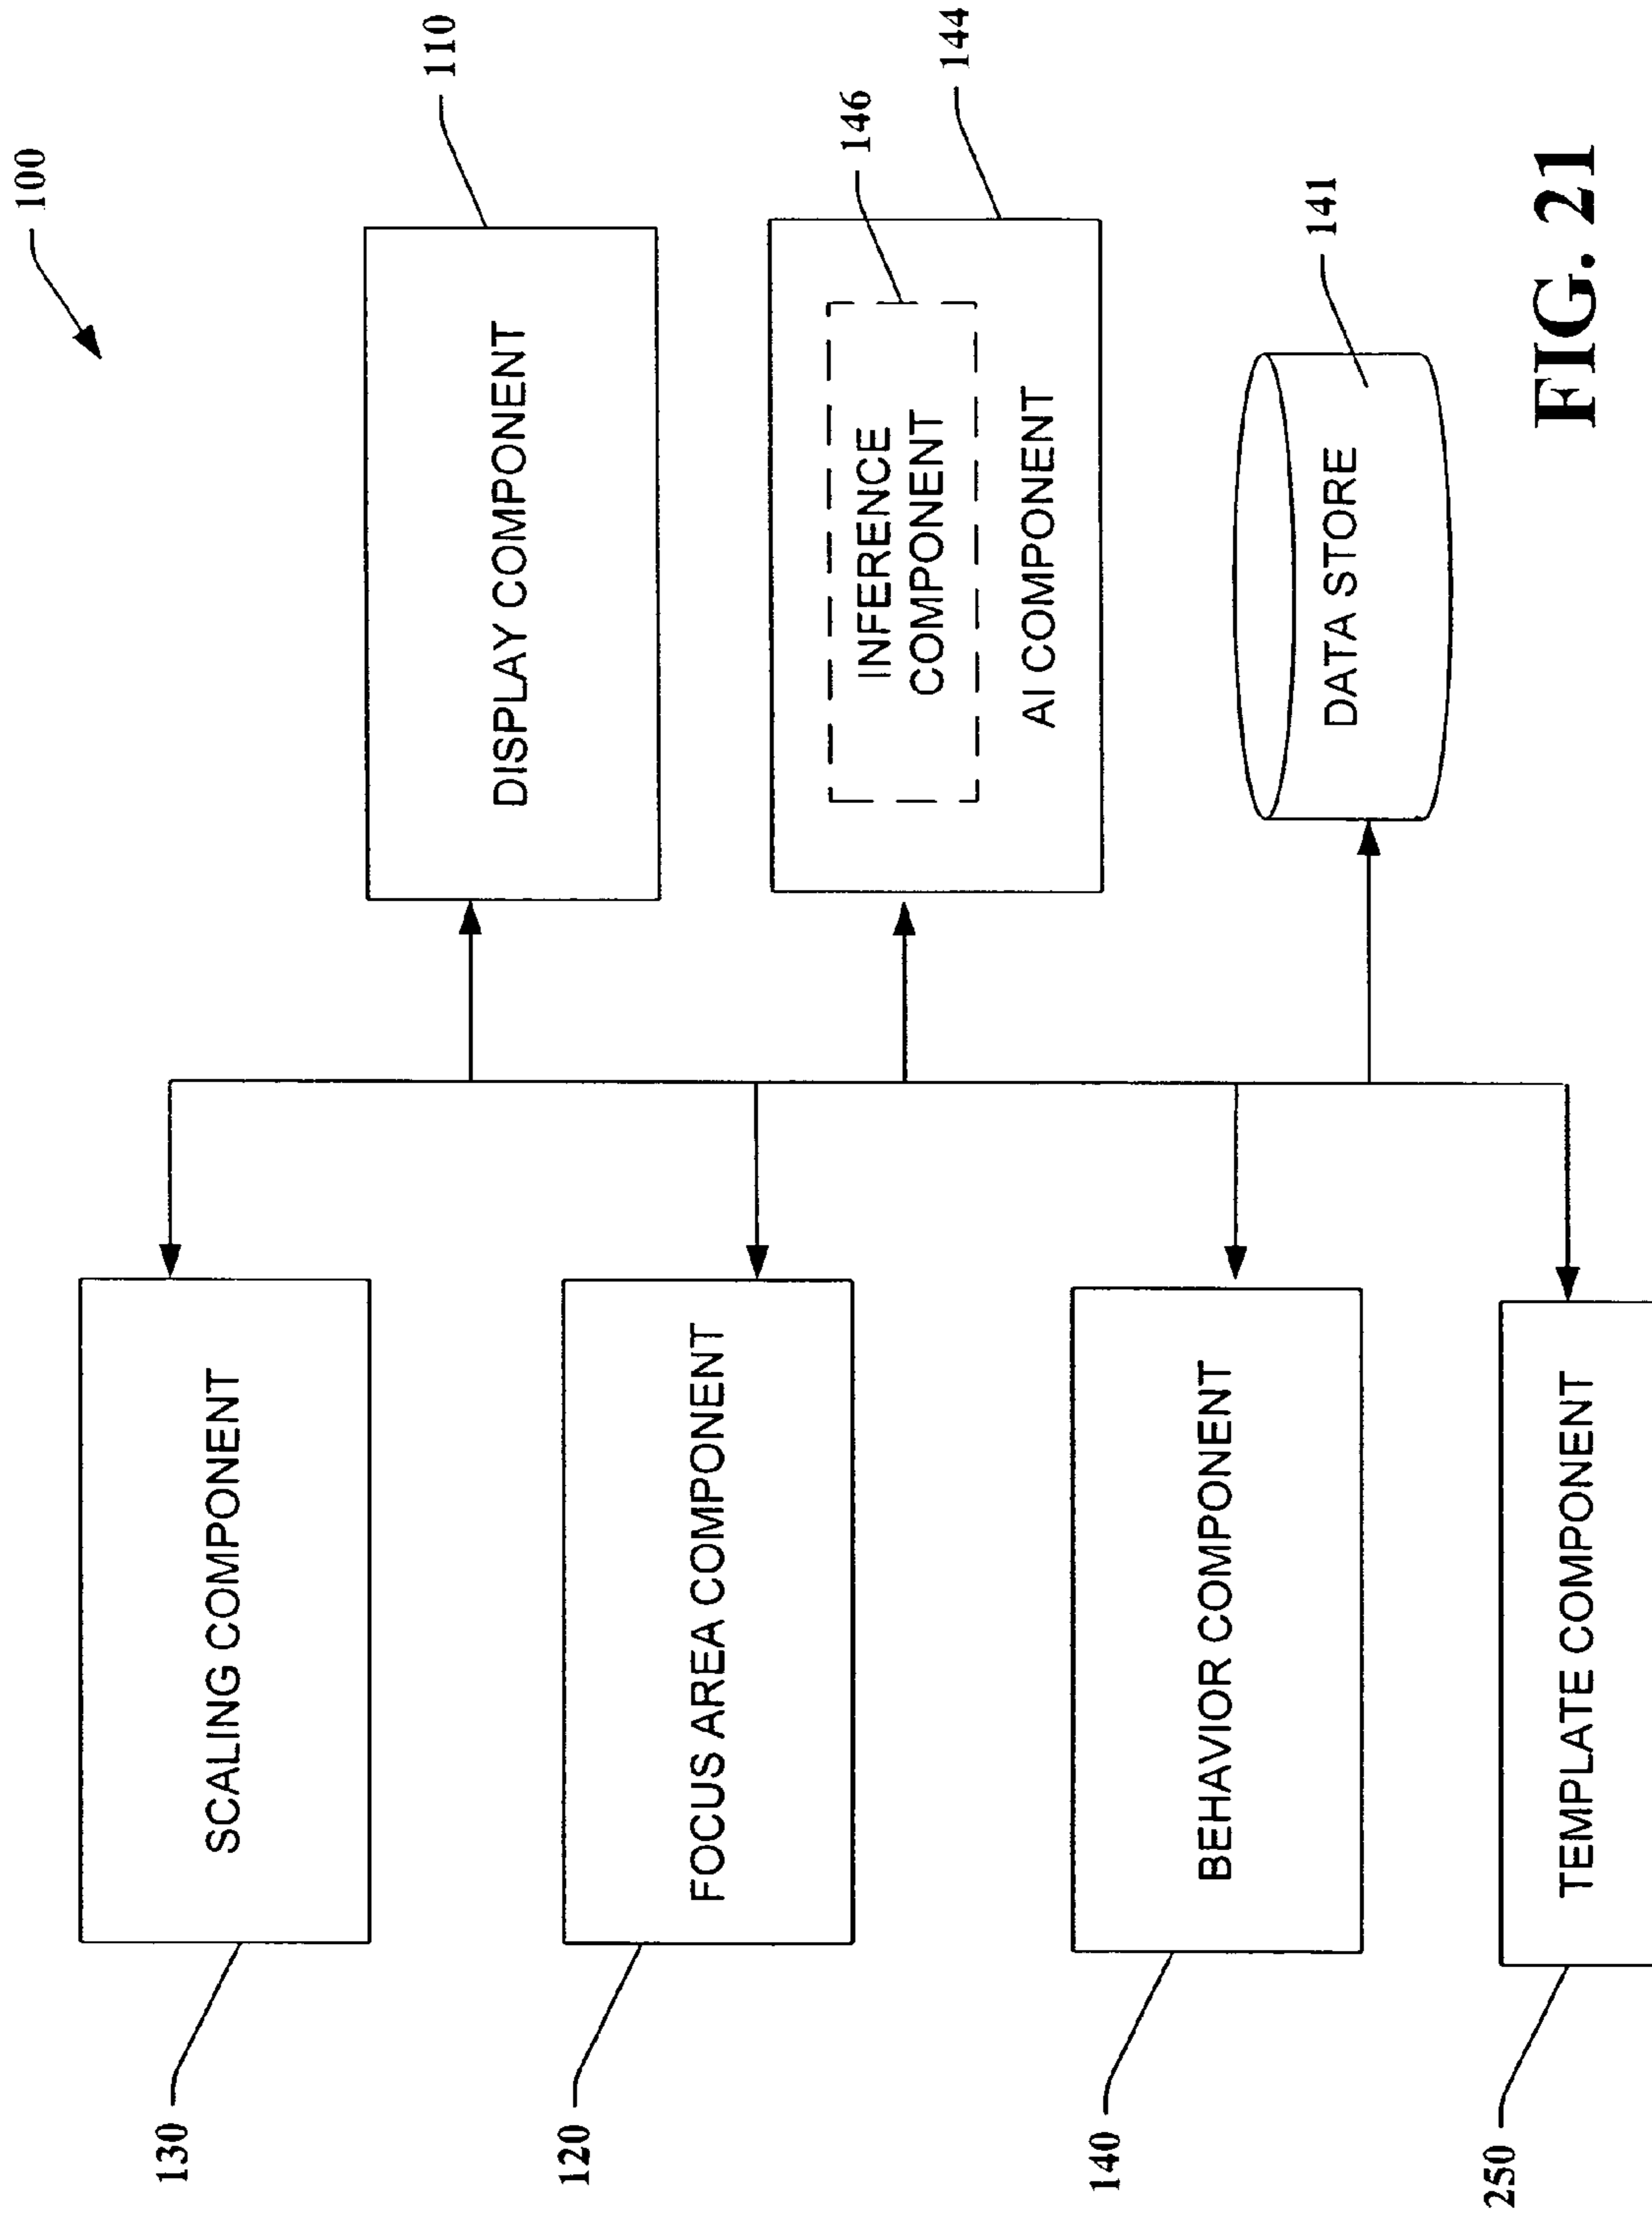 100
130
SCALING COMPONENT
DISPLAY COMPONENT
110
120
FOCUS AREA COMPONENT
INFERENCE
COMPONENT
146
AI COMPONENT
144
140
BEHAVIOR COMPONENT
DATA STORE
141
250
TEMPLATE COMPONENT
FIG. 21